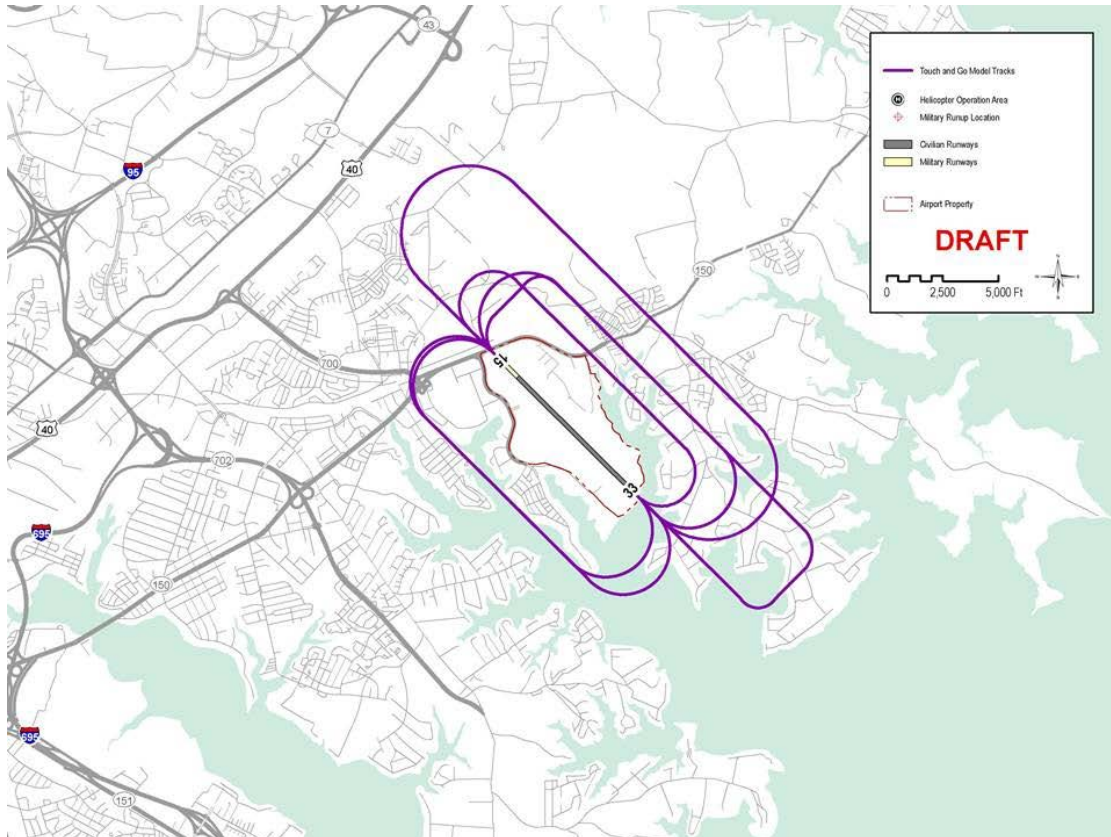 43
7
40
95
150
700
40
702
695
150
695
151
15
33
Touch and Go Model Tracks
Helicopter Operation Area
Military Runup Location
Civilian Runways
Military Runways
Airport Property
DRAFT
0 2,500 5,000 Ft